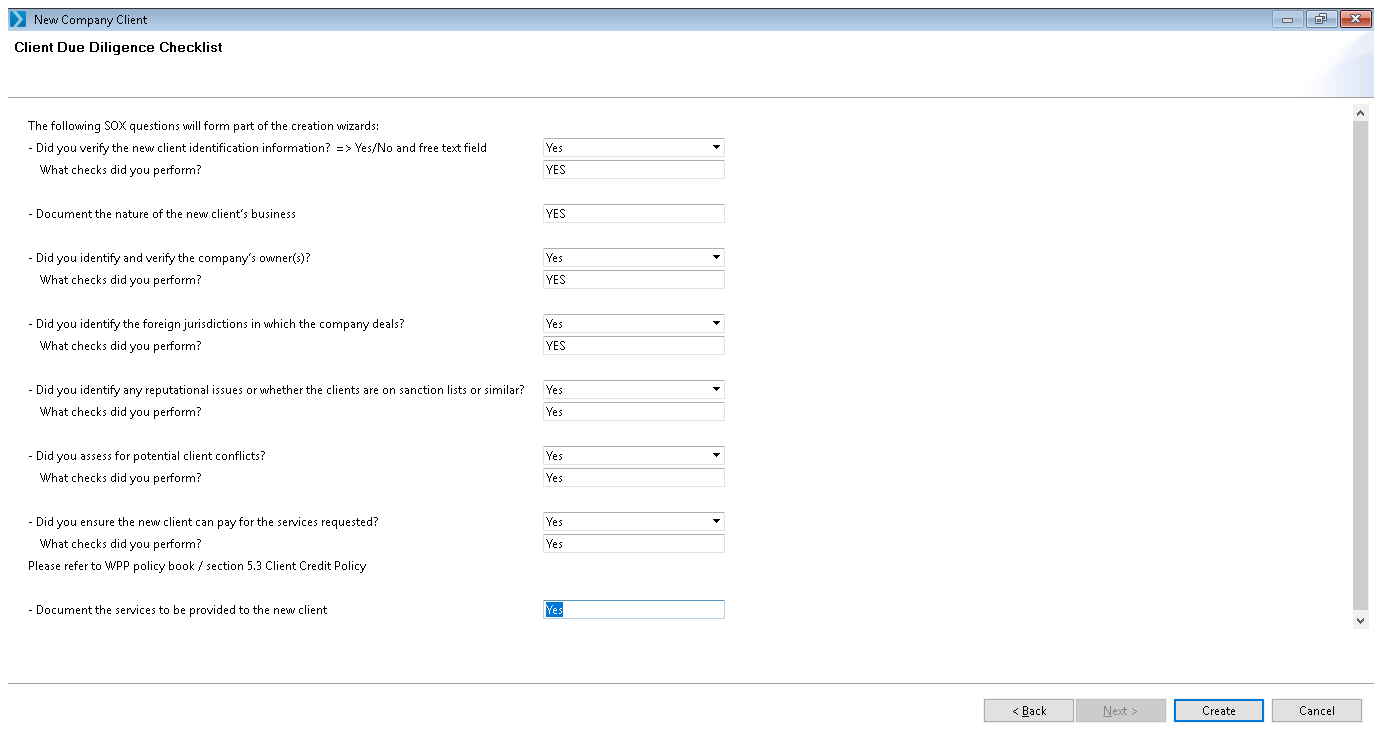 New Company Client
Client Due Diligence Checklist
The following SOX questions will form part of the creation wizards:
- Did you verify the new client identification information? => Yes/No and free text field Yes
What checks did you perform? YES
- Document the nature of the new client's business YES
- Did you identify and verify the company's owner(s)? Yes
What checks did you perform? YES
- Did you identify the foreign jurisdictions in which the company deals? Yes
What checks did you perform? YES
- Did you identify any reputational issues or whether the clients are on sanction lists or similar? Yes
What checks did you perform? Yes
- Did you assess for potential client conflicts? Yes
What checks did you perform? Yes
- Did you ensure the new client can pay for the services requested? Yes
What checks did you perform? Yes
Please refer to WPP policy book / section 5.3 Client Credit Policy
- Document the services to be provided to the new client Yes
< Back Next > Create Cancel